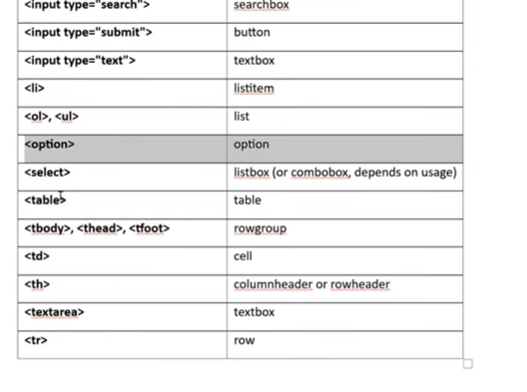 <input type="search"> searchbox
<input type="submit"> button
<input type="text"> textbox
<li> listitem
<ol>, <ul> list
<option> option
<select> listbox (or combobox, depends on usage)
<table> table
<tbody>, <thead>, <tfoot> rowgroup
<td> cell
<th> columnheader or rowheader
<textarea> textbox
<tr> row